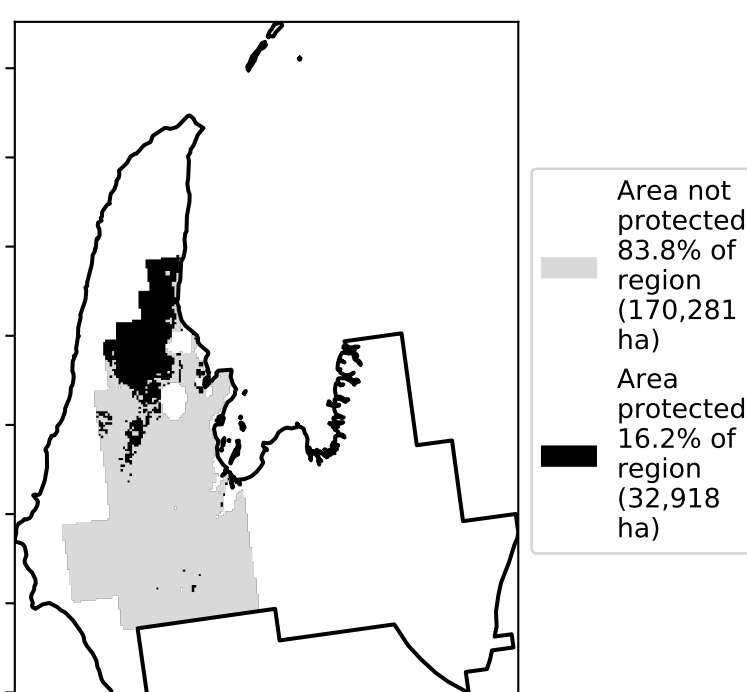 Area not
protected
83.8% of
region
(170,281
ha)
Area
protected
16.2% of
region
(32,918
ha)